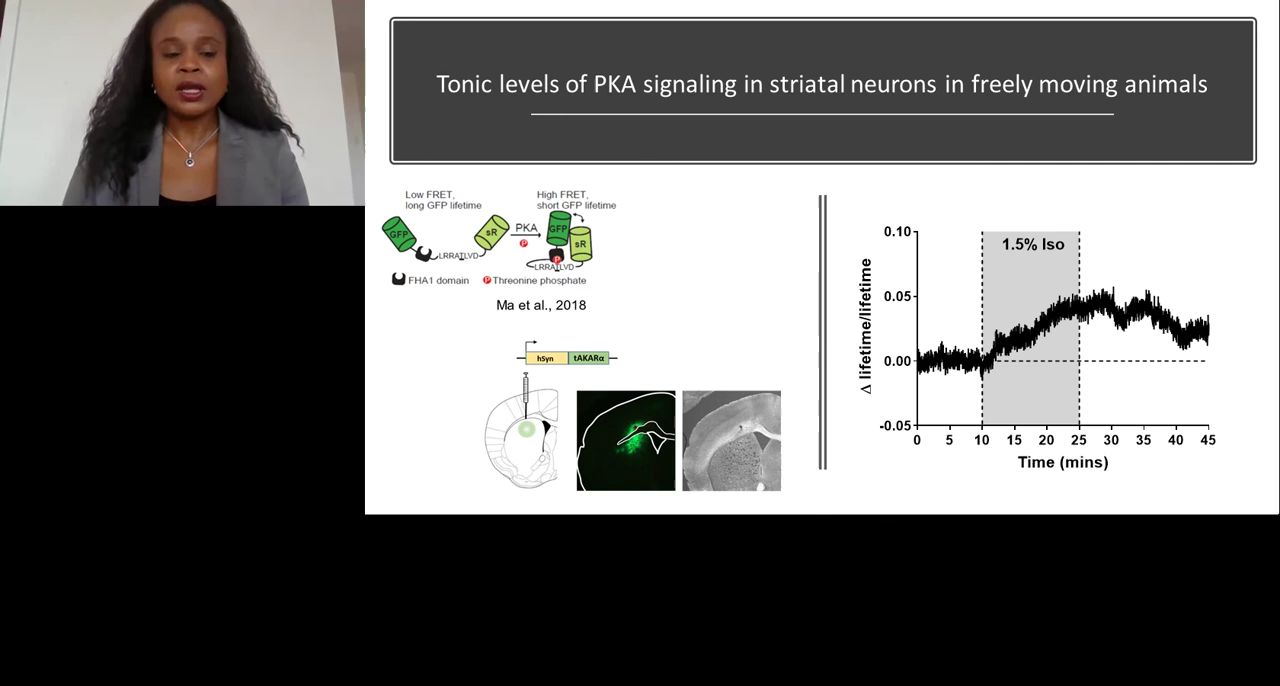 Tonic levels of PKA signaling in striatal neurons in freely moving animals
Low FRET,
long GFP lifetime
High FRET,
short GFP lifetime
GFP
sR
PKA
P
GFP
sR
LRRATLVD
P
LRRATLVD
FHA1 domain
P Threonine phosphate
Ma et al., 2018
hSyn
tAKARα
1.5% Iso
Δ lifetime/lifetime
0.10
0.05
0.00
-0.05
0 5 10 15 20 25 30 35 40 45
Time (mins)